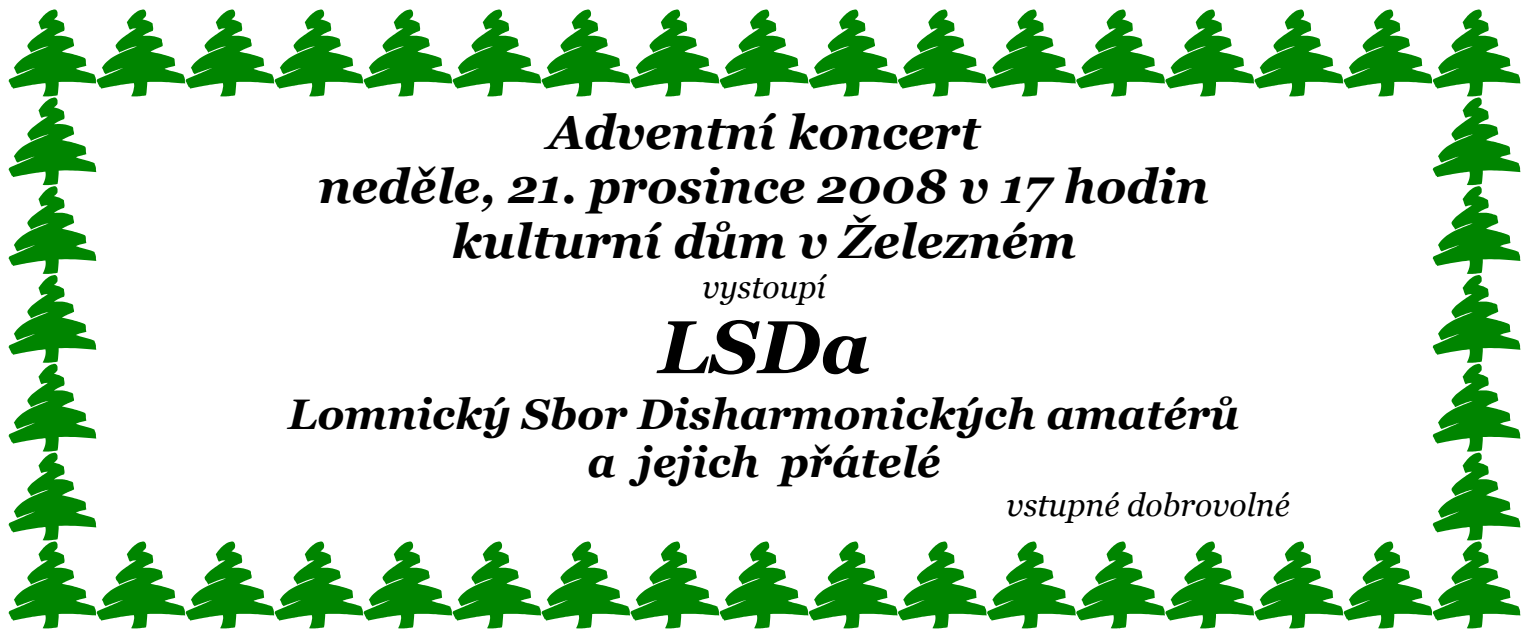 Adventní koncert
neděle, 21. prosince 2008 v 17 hodin
kulturní dům v Železném
vystoupí
LSDa
Lomnický Sbor Disharmonických amatérů
a jejich přátelé
vstupné dobrovolné